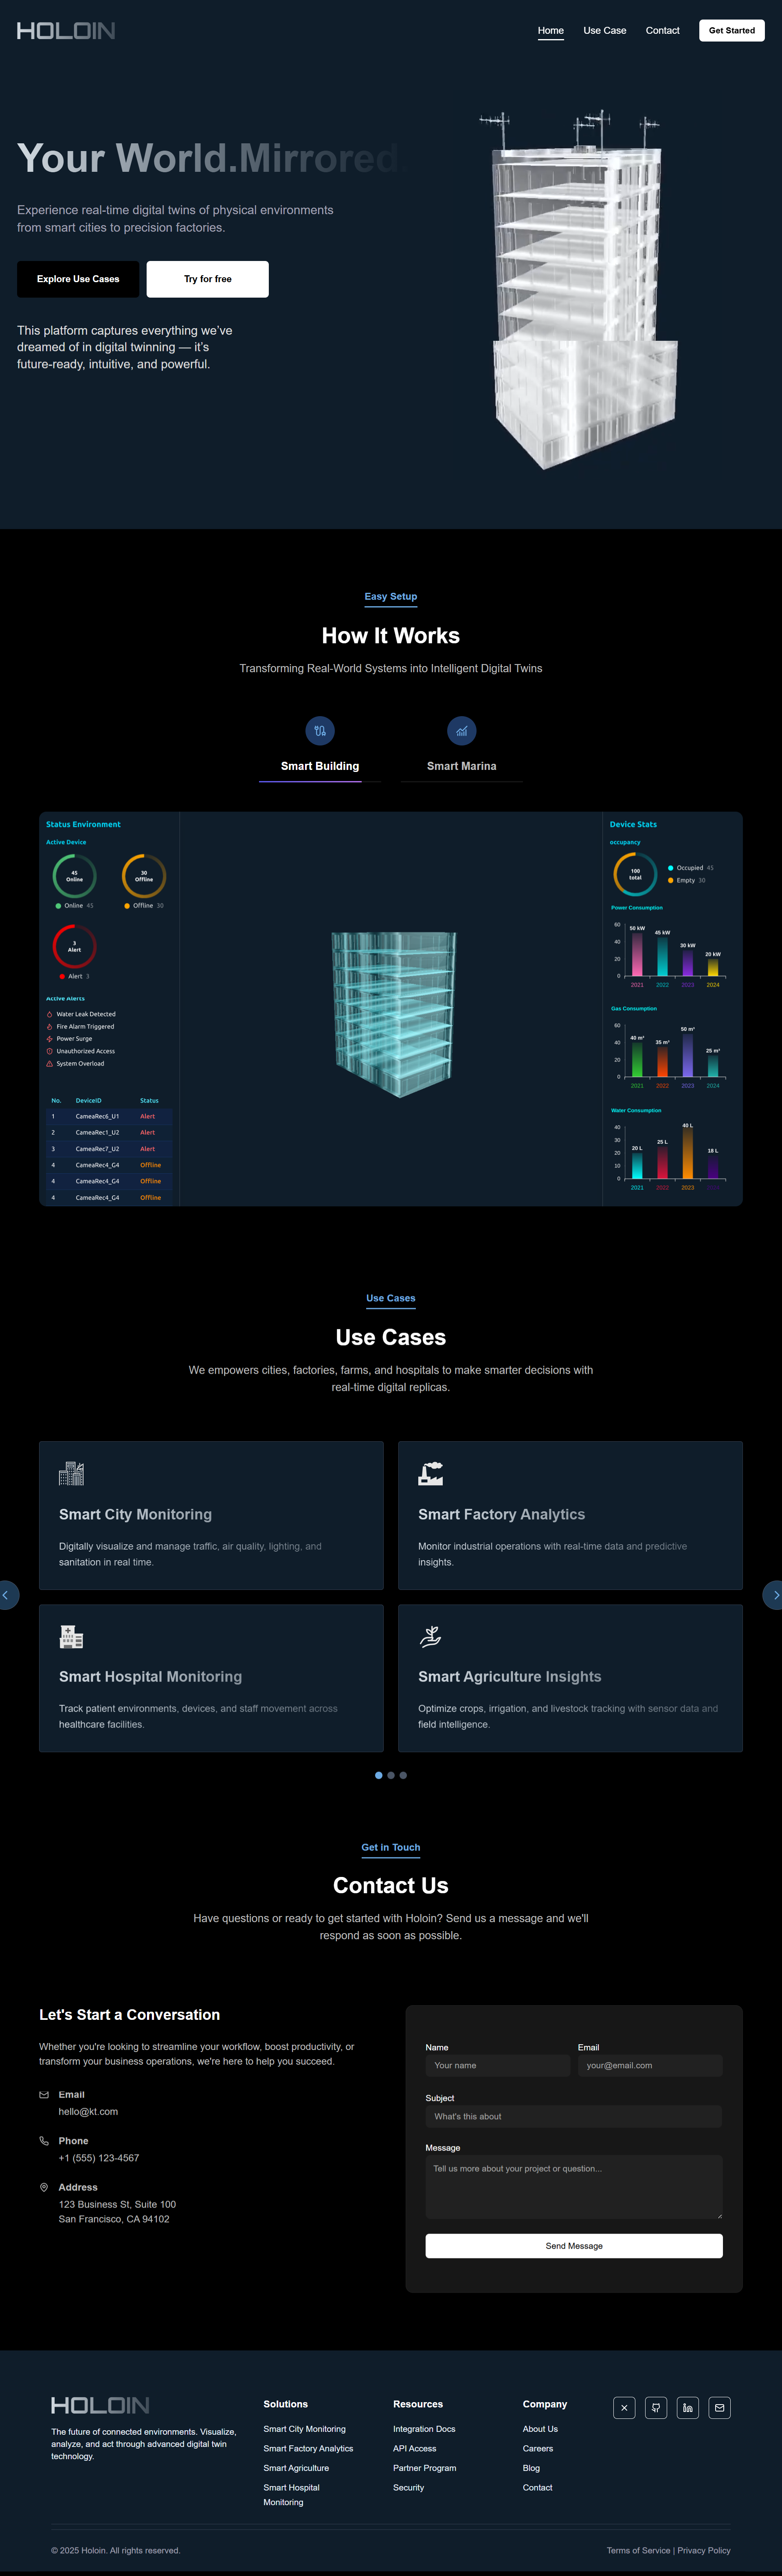 HOLOIN
Home
Use Case
Contact
Get Started
Your World.Mirrored.
Experience real-time digital twins of physical environments
from smart cities to precision factories.
Explore Use Cases
Try for free
This platform captures everything we've
dreamed of in digital twinning — it's
future-ready, intuitive, and powerful.
Easy Setup
How It Works
Transforming Real-World Systems into Intelligent Digital Twins
Smart Building
Smart Marina
Status Environment
Active Device
45
Online
30
Offline
Online 45
Offline 30
3
Alert
Alert 3
Active Alerts
Water Leak Detected
Fire Alarm Triggered
Power Surge
Unauthorized Access
System Overload
No. DeviceID Status
1 CameaRec6_U1 Alert
2 CameaRec1_U2 Alert
3 CameaRec7_U2 Alert
4 CameaRec4_G4 Offline
4 CameaRec4_G4 Offline
4 CameaRec4_G4 Offline
Device Stats
occupancy
100
total
Occupied 45
Empty 30
Power Consumption
60
40
20
0
50 kW
45 kW
30 kW
20 kW
2021 2022 2023 2024
Gas Consumption
60
40
20
0
40 m³
35 m³
50 m³
25 m³
2021 2022 2023 2024
Water Consumption
40
30
20
10
0
20 L
25 L
40 L
18 L
2021 2022 2023
Use Cases
Use Cases
We empowers cities, factories, farms, and hospitals to make smarter decisions with
real-time digital replicas.
Smart City Monitoring
Digitally visualize and manage traffic, air quality, lighting, and
sanitation in real time.
Smart Factory Analytics
Monitor industrial operations with real-time data and predictive
insights.
Smart Hospital Monitoring
Track patient environments, devices, and staff movement across
healthcare facilities.
Smart Agriculture Insights
Optimize crops, irrigation, and livestock tracking with sensor data and
field intelligence.
Get in Touch
Contact Us
Have questions or ready to get started with Holoin? Send us a message and we'll
respond as soon as possible.
Let's Start a Conversation
Whether you're looking to streamline your workflow, boost productivity, or
transform your business operations, we're here to help you succeed.
Email
hello@kt.com
Phone
+1 (555) 123-4567
Address
123 Business St, Suite 100
San Francisco, CA 94102
Name
Your name
Email
your@email.com
Subject
What's this about
Message
Tell us more about your project or question...
Send Message
HOLOIN
The future of connected environments. Visualize,
analyze, and act through advanced digital twin
technology.
Solutions
Smart City Monitoring
Smart Factory Analytics
Smart Agriculture
Smart Hospital
Monitoring
Resources
Integration Docs
API Access
Partner Program
Security
Company
About Us
Careers
Blog
Contact
© 2025 Holoin. All rights reserved.
Terms of Service | Privacy Policy